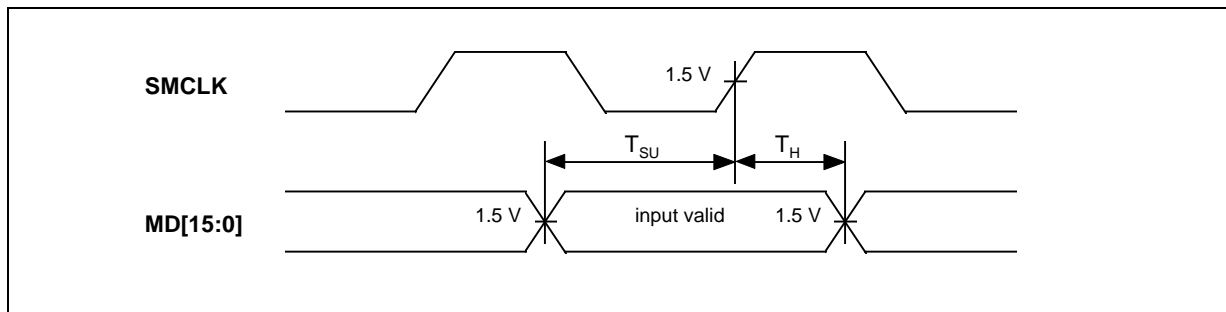 1.5 V
SMCLK
T_SU T_H
1.5 V input valid 1.5 V
MD[15:0]